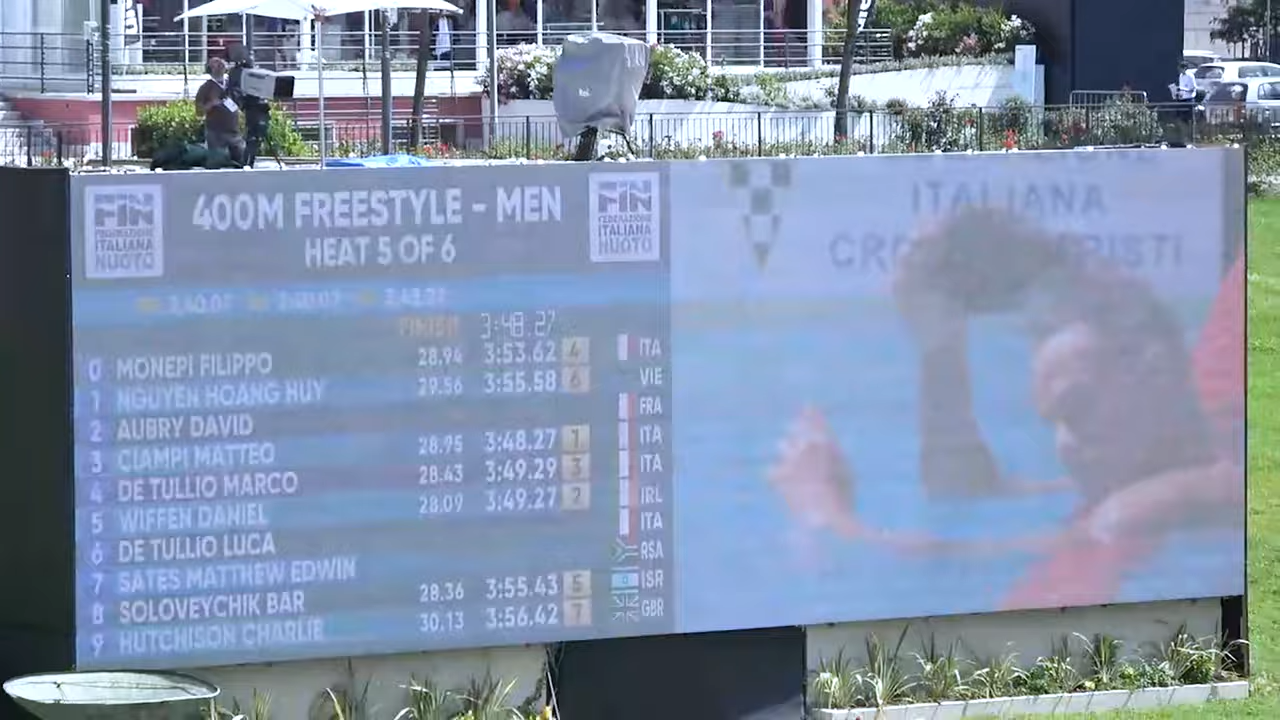 FIN
FEDERAZIONE
ITALIANA
NUOTO
400M FREESTYLE - MEN
HEAT 5 OF 6
FIN
FEDERAZIONE
ITALIANA
NUOTO
FINISH 3:48.27
0 MONEPI FILIPPO 28.94 3:53.62 4 ITA
1 NGUYEN HOANG HUY 29.56 3:55.58 6 VIE
2 AUBRY DAVID FRA
3 CIAMPI MATTEO 28.95 3:48.27 1 ITA
4 DE TULLIO MARCO 28.43 3:49.29 3 ITA
5 WIFFEN DANIEL 28.09 3:49.27 2 IRL
6 DE TULLIO LUCA ITA
7 SATES MATTHEW EDWIN RSA
8 SOLOVEYCHIK BAR 28.36 3:55.43 5 ISR
9 HUTCHISON CHARLIE 30.13 3:56.42 7 GBR
ITALIANA